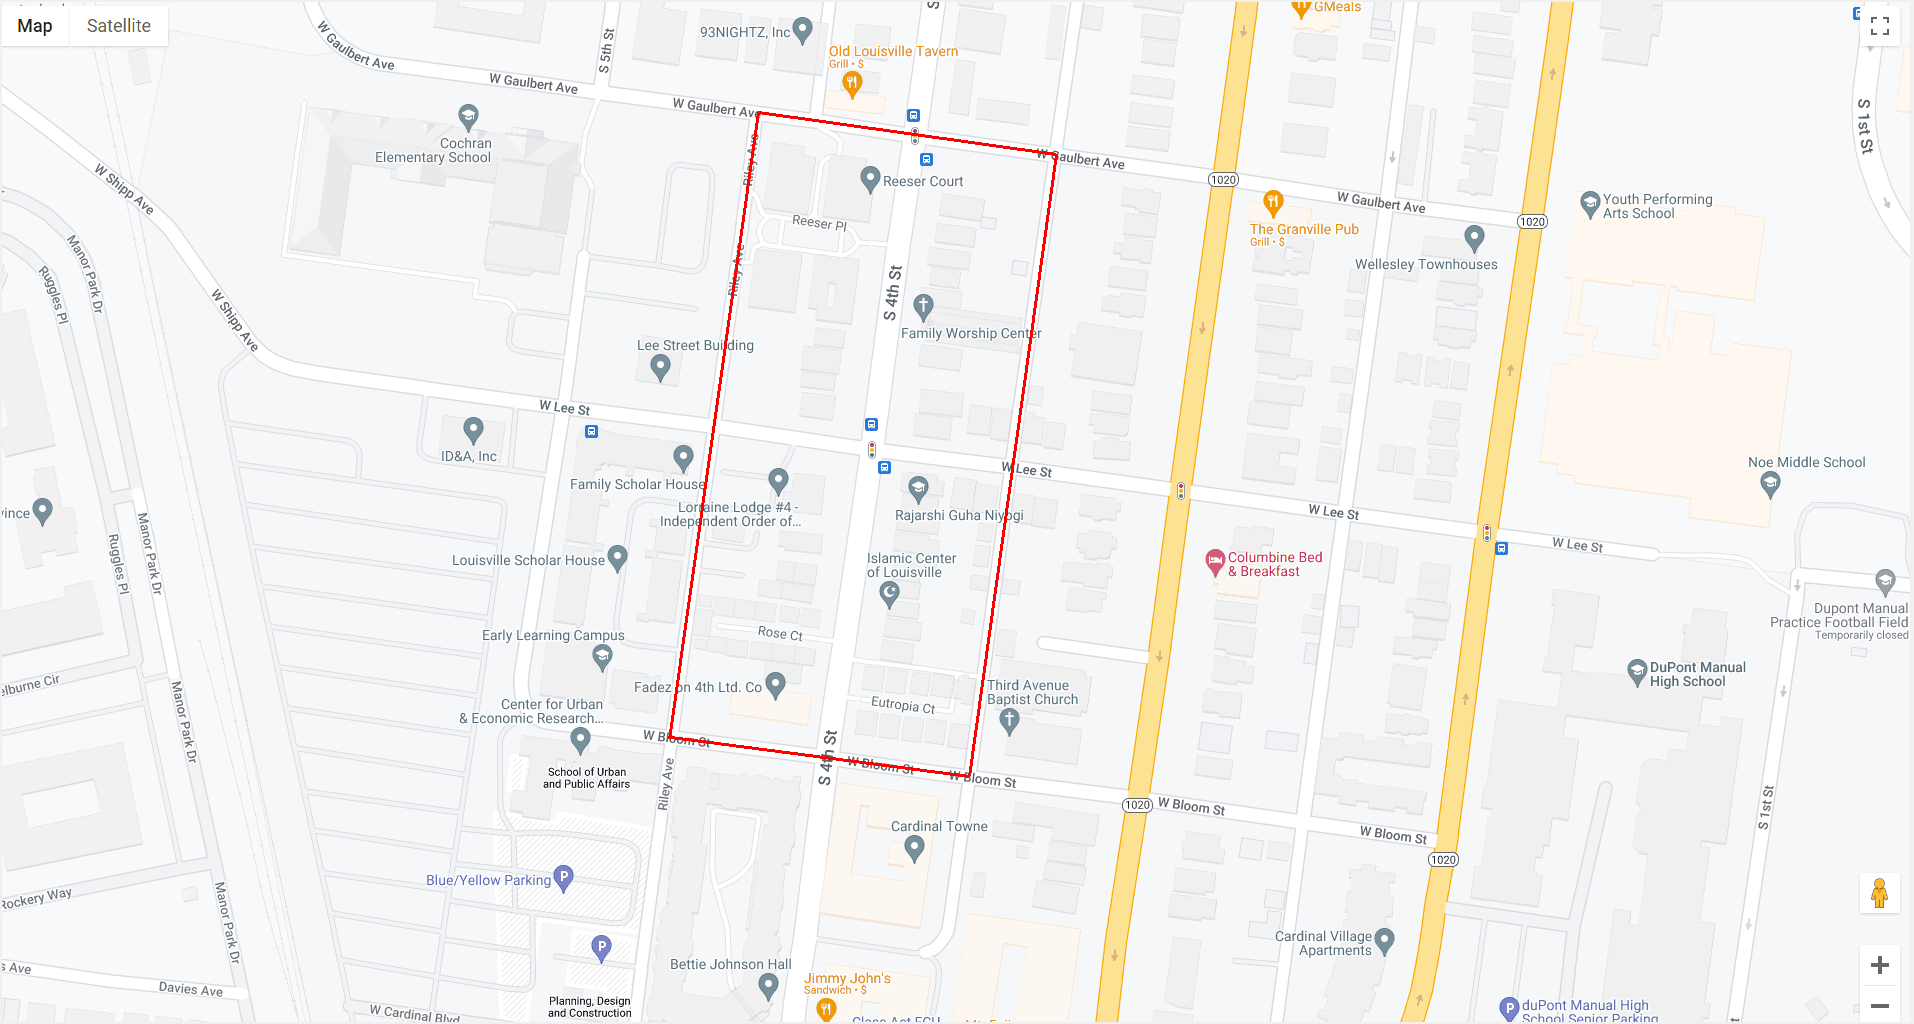 Map
Satellite
W Gaulbert Ave
S 5th St
W Gaulbert Ave
W Gaulbert Ave
93NIGHTZ, Inc
Old Louisville Tavern
Grill • $
S
GMeals
S 1st St
Cochran
Elementary School
W Shipp Ave
Riley Ave
Reeser Court
W Gaulbert Ave
1020
W Gaulbert Ave
1020
Youth Performing
Arts School
The Granville Pub
Grill • $
Wellesley Townhouses
Reeser Pl
Manor Park Dr
Ruggles Pl
W Shipp Ave
Riley Ave
S 4th St
Family Worship Center
Lee Street Building
W Lee St
ID&A, Inc
Family Scholar House
W Lee St
Noe Middle School
Lorraine Lodge #4 -
Independent Order of...
Rajarshi Guha Niyogi
W Lee St
W Lee St
vince
Manor Park Dr
Ruggles Pl
Louisville Scholar House
Islamic Center
of Louisville
Columbine Bed
& Breakfast
Dupont Manual
Practice Football Field
Temporarily closed
Early Learning Campus
Rose Ct
elburne Cir
Manor Park Dr
Fadez on 4th Ltd. Co
Third Avenue
Baptist Church
DuPont Manual
High School
Eutropia Ct
Center for Urban
& Economic Research...
W Bloom St
S 4th St
W Bloom St
W Bloom St
School of Urban
and Public Affairs
Riley Ave
1020
W Bloom St
W Bloom St
1020
S 1st St
Cardinal Towne
Blue/Yellow Parking
P
Rockery Way
Manor Park Dr
P
Cardinal Village
Apartments
Bettie Johnson Hall
Jimmy John's
Sandwich • $
s Ave
Davies Ave
Planning, Design
and Construction
W Cardinal Blvd
Class Act FCU
P
duPont Manual High
School Senior Parking